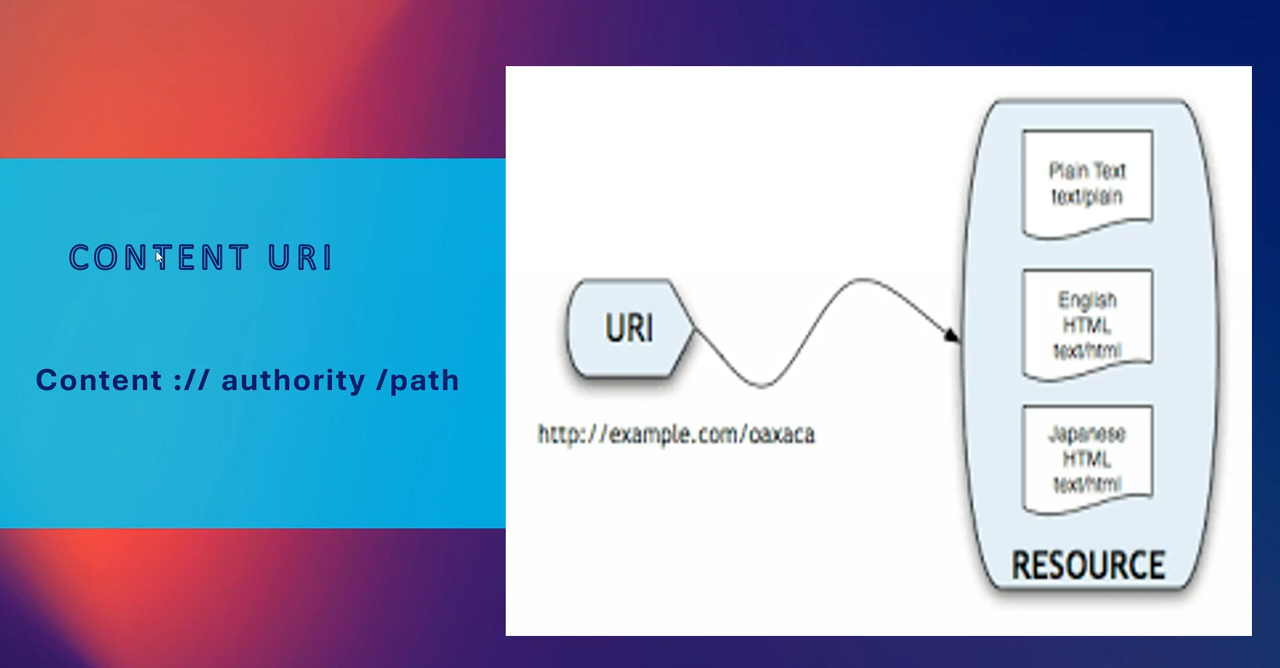 CONTENT URI
Content :// authority /path
URI
http://example.com/oaxaca
Plain Text
text/plain
English
HTML
text/html
Japanese
HTML
text/html
RESOURCE